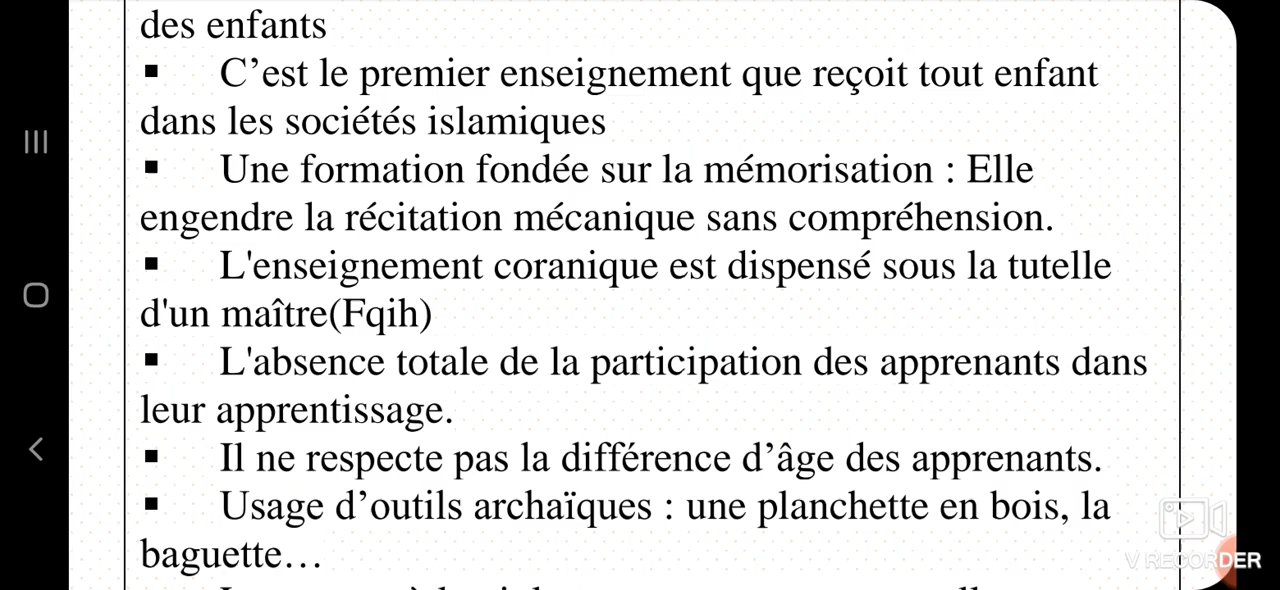 des enfants
▪ C’est le premier enseignement que reçoit tout enfant
dans les sociétés islamiques
▪ Une formation fondée sur la mémorisation : Elle
engendre la récitation mécanique sans compréhension.
▪ L'enseignement coranique est dispensé sous la tutelle
d'un maître(Fqih)
▪ L'absence totale de la participation des apprenants dans
leur apprentissage.
▪ Il ne respecte pas la différence d’âge des apprenants.
▪ Usage d’outils archaïques : une planchette en bois, la
baguette…
V RECORDER